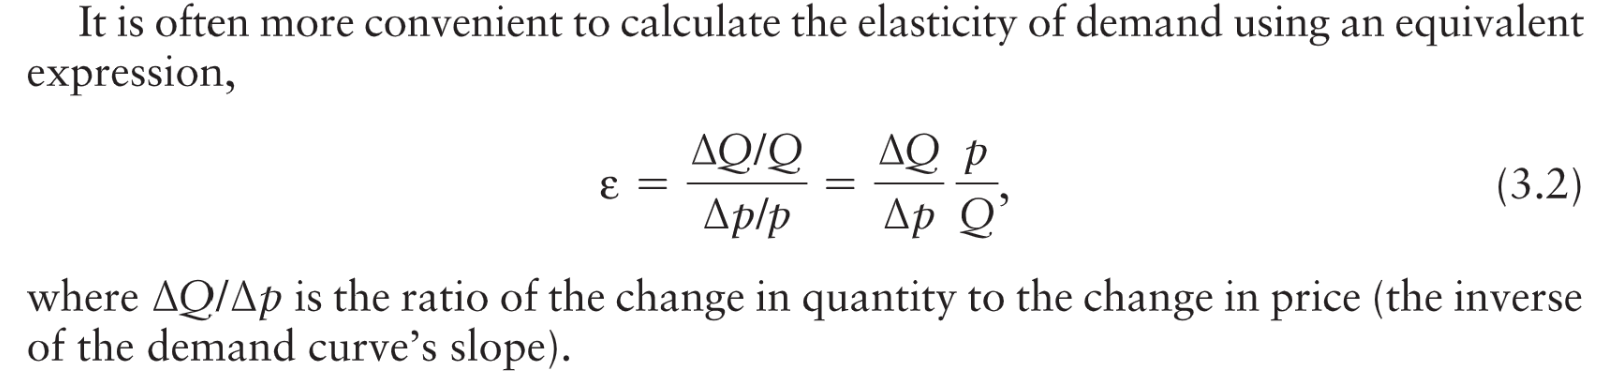 It is often more convenient to calculate the elasticity of demand using an equivalent
expression,
ε = ΔQ/Q / Δp/p = ΔQ/Δp p/Q, (3.2)
where ΔQ/Δp is the ratio of the change in quantity to the change in price (the inverse
of the demand curve's slope).